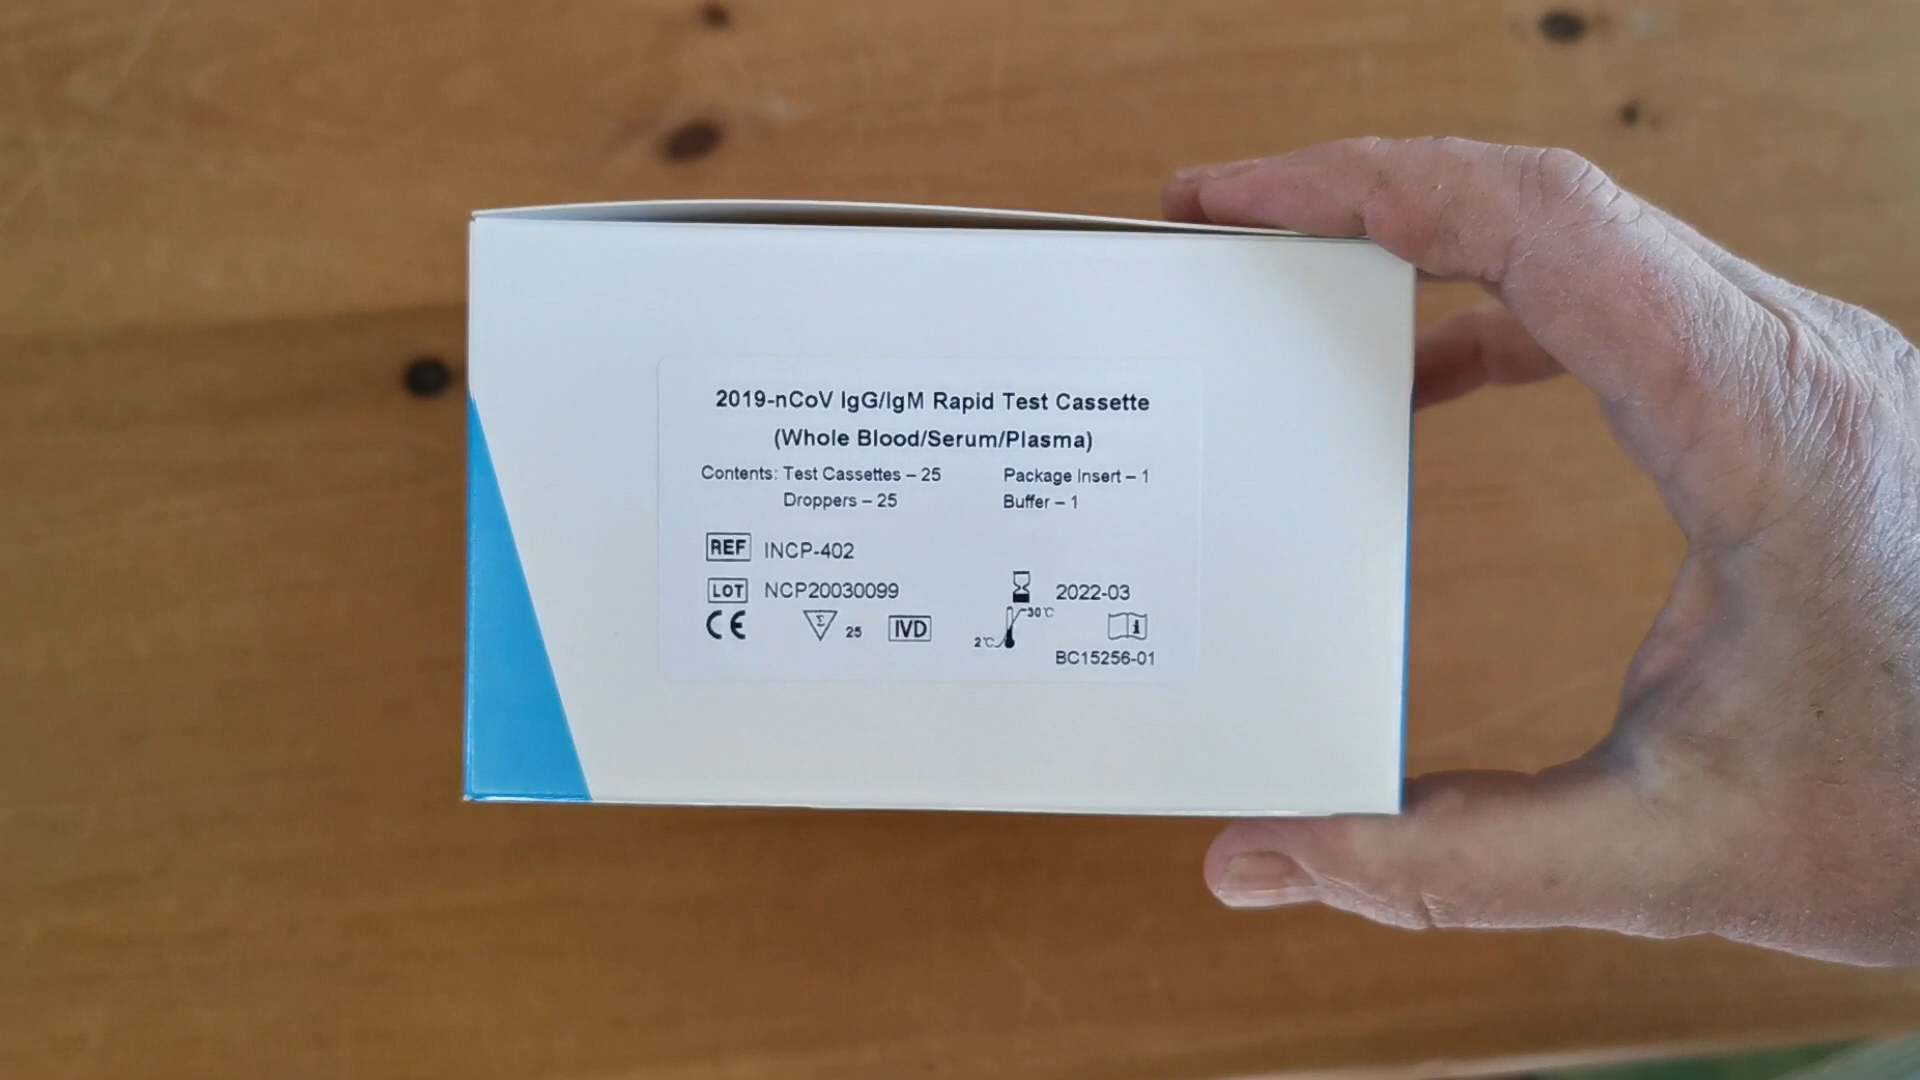 2019-nCoV IgG/IgM Rapid Test Cassette
(Whole Blood/Serum/Plasma)
Contents: Test Cassettes – 25 Package Insert – 1
Droppers – 25 Buffer – 1
REF INCP-402
LOT NCP20030099 2022-03
CE Σ 25 IVD 2℃ 30℃ i
BC15256-01